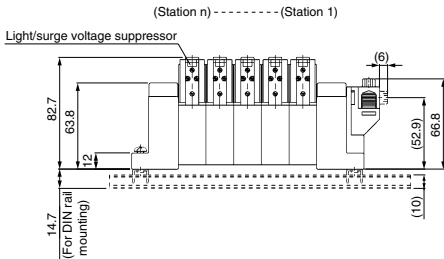 (Station n) - - - - - - - - (Station 1)
Light/surge voltage suppressor
(6)
82.7
63.8
12
(52.9)
66.8
14.7
(For DIN rail
mounting)
(10)